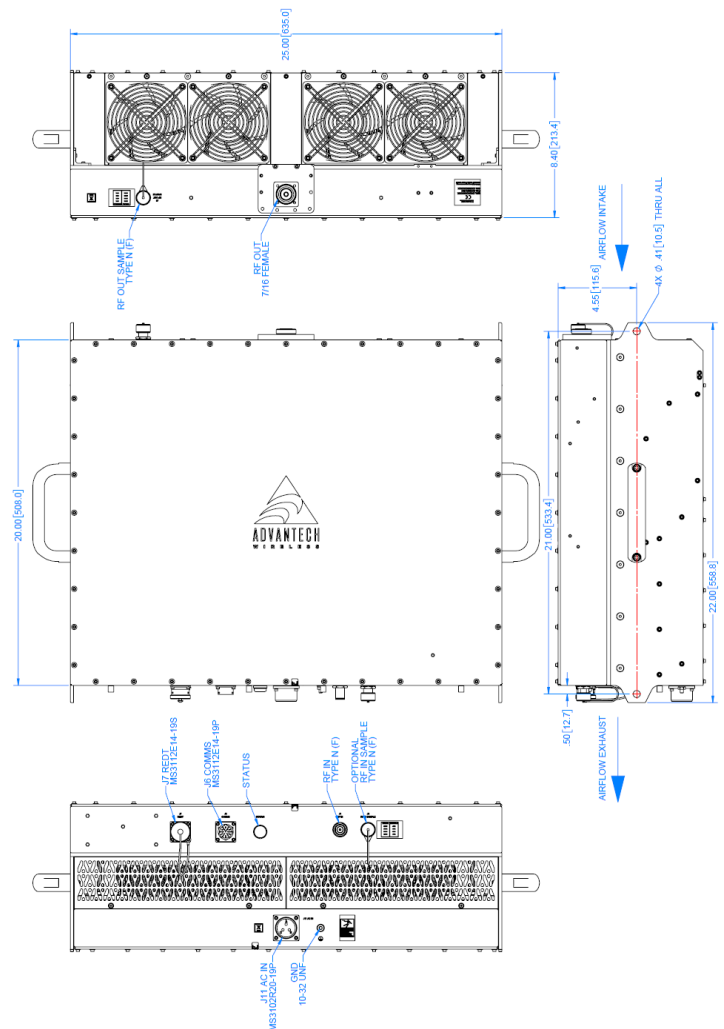 25.00 [635.0]
8.40 [213.4]
RF OUT SAMPLE
TYPE N (F)
RF OUT
7/16 FEMALE
AIRFLOW INTAKE
4X Ø .41 [10.5] THRU ALL
4.55 [115.6]
20.00 [508.0]
ADVANTECH
WIRELESS
21.00 [533.4]
22.00 [558.8]
.50 [12.7]
AIRFLOW EXHAUST
J7 REDT
MS3112E14-19S
J6 COMMS
MS3112E14-19P
STATUS
RF IN
TYPE N (F)
OPTIONAL
RF IN SAMPLE
TYPE N (F)
J11 AC IN
MS3102R20-19P
GND
10-32 UNF